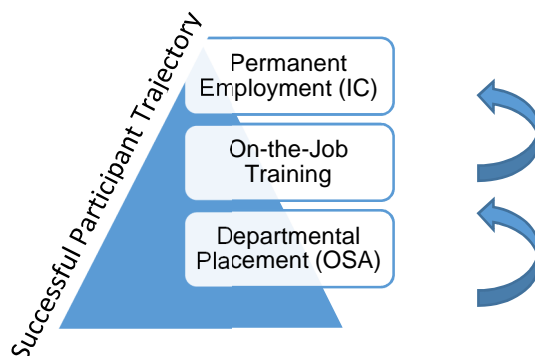 Successful Participant Trajectory
Permanent
Employment (IC)
On-the-Job
Training
Departmental
Placement (OSA)